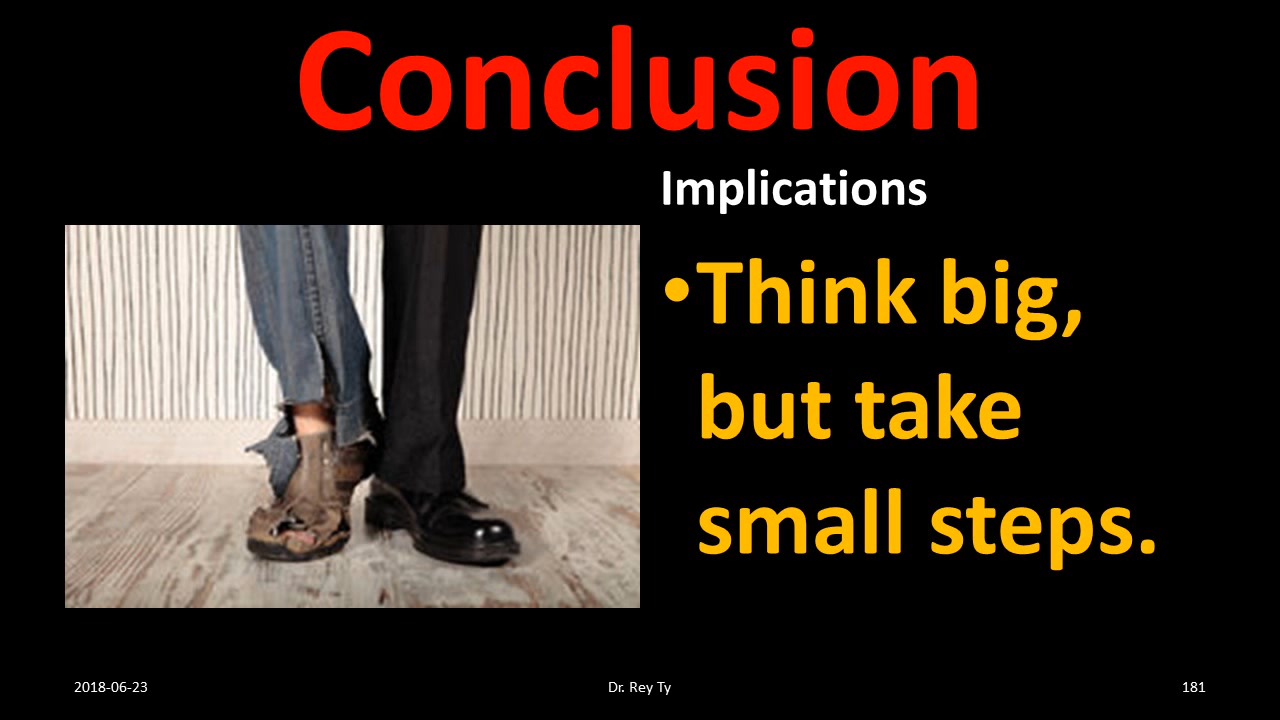 Conclusion
Implications
•Think big,
but take
small steps.
2018-06-23
Dr. Rey Ty
181